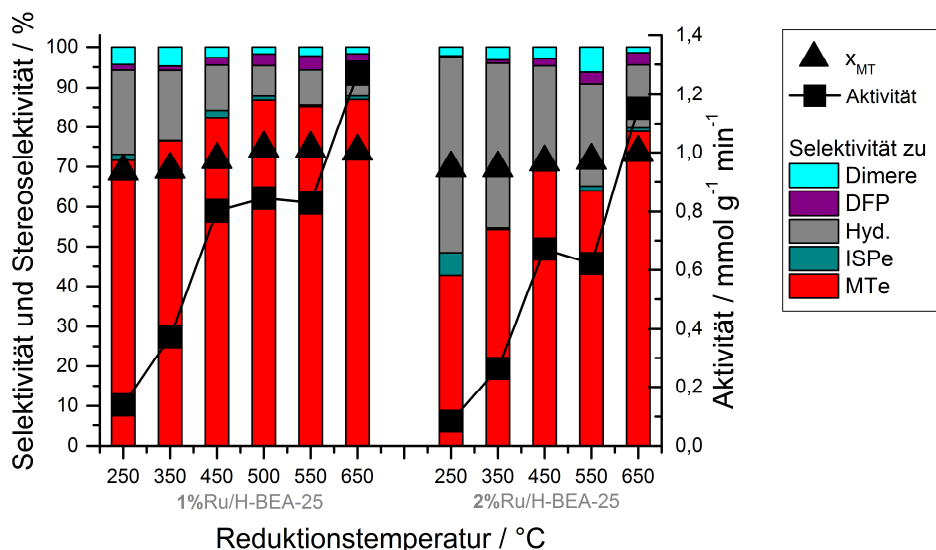 Selektivität und Stereoselektivität / %
100
90
80
70
60
50
40
30
20
10
0
1,4
1,2
1,0
0,8
0,6
0,4
0,2
0,0
Aktivität / mmol g⁻¹ min⁻¹
250 350 450 500 550 650 250 350 450 550 650
1%Ru/H-BEA-25 2%Ru/H-BEA-25
Reduktionstemperatur / °C
x_MT
Aktivität
Selektivität zu
Dimere
DFP
Hyd.
ISPe
MTe